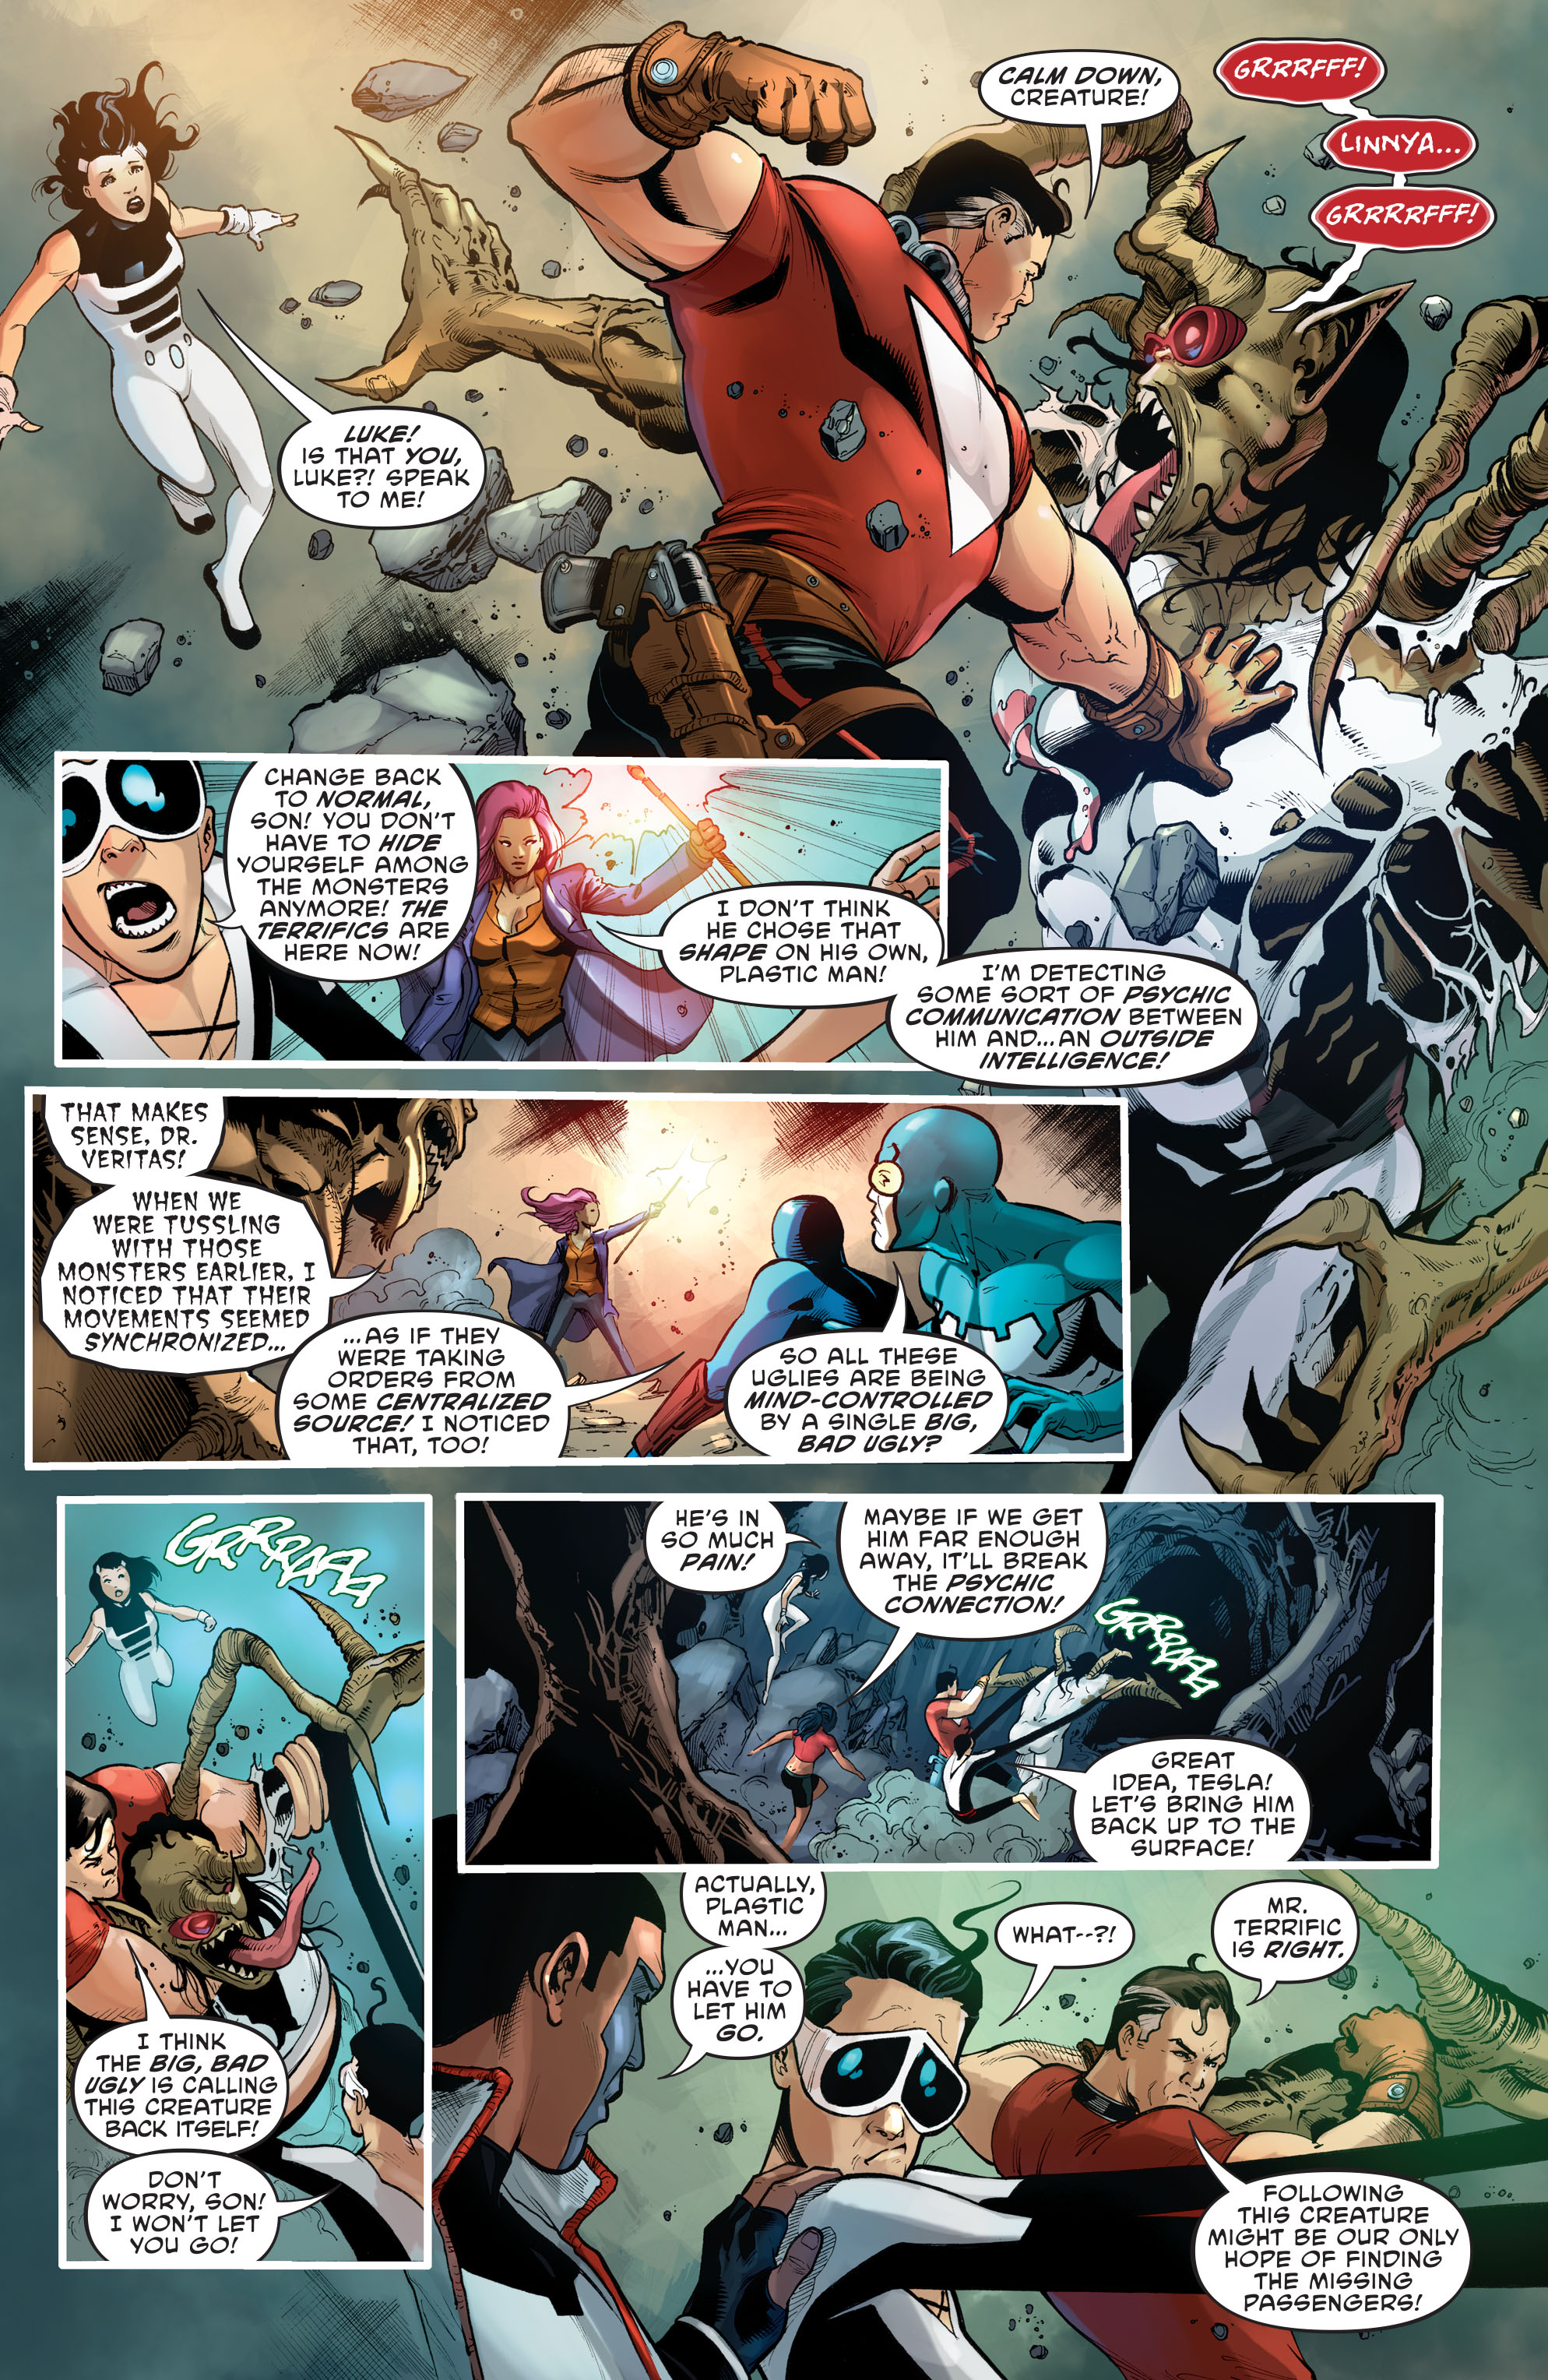 CALM DOWN,
CREATURE!
GRRRFFF!
LINNYA...
GRRRRFFF!
LUKE!
IS THAT YOU,
LUKE?! SPEAK
TO ME!
CHANGE BACK
TO NORMAL,
SON! YOU DON'T
HAVE TO HIDE
YOURSELF AMONG
THE MONSTERS
ANYMORE! THE
TERRIFICS ARE
HERE NOW!
I DON'T THINK
HE CHOSE THAT
SHAPE ON HIS OWN,
PLASTIC MAN!
I'M DETECTING
SOME SORT OF PSYCHIC
COMMUNICATION BETWEEN
HIM AND...AN OUTSIDE
INTELLIGENCE!
THAT MAKES
SENSE, DR.
VERITAS!
WHEN WE
WERE TUSSLING
WITH THOSE
MONSTERS EARLIER, I
NOTICED THAT THEIR
MOVEMENTS SEEMED
SYNCHRONIZED...
...AS IF THEY
WERE TAKING
ORDERS FROM
SOME CENTRALIZED
SOURCE! I NOTICED
THAT, TOO!
SO ALL THESE
UGLIES ARE BEING
MIND-CONTROLLED
BY A SINGLE BIG,
BAD UGLY?
GRRRAAA
I THINK
THE BIG, BAD
UGLY IS CALLING
THIS CREATURE
BACK ITSELF!
DON'T
WORRY, SON!
I WON'T LET
YOU GO!
HE'S IN
SO MUCH
PAIN!
MAYBE IF WE GET
HIM FAR ENOUGH
AWAY, IT'LL BREAK
THE PSYCHIC
CONNECTION!
GRRRAAA
GREAT
IDEA, TESLA!
LET'S BRING HIM
BACK UP TO THE
SURFACE!
ACTUALLY,
PLASTIC
MAN...
...YOU
HAVE TO
LET HIM
GO.
WHAT--?!
MR.
TERRIFIC
IS RIGHT.
FOLLOWING
THIS CREATURE
MIGHT BE OUR ONLY
HOPE OF FINDING
THE MISSING
PASSENGERS!